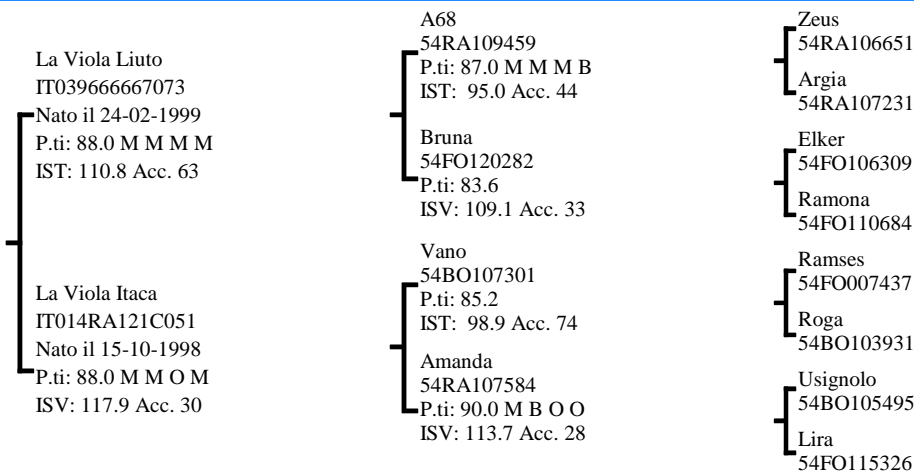 La Viola Liuto
IT039666667073
Nato il 24-02-1999
P.ti: 88.0 M M M M
IST: 110.8 Acc. 63
La Viola Itaca
IT014RA121C051
Nato il 15-10-1998
P.ti: 88.0 M M O M
ISV: 117.9 Acc. 30
A68
54RA109459
P.ti: 87.0 M M M B
IST: 95.0 Acc. 44
Bruna
54FO120282
P.ti: 83.6
ISV: 109.1 Acc. 33
Vano
54BO107301
P.ti: 85.2
IST: 98.9 Acc. 74
Amanda
54RA107584
P.ti: 90.0 M B O O
ISV: 113.7 Acc. 28
Zeus
54RA106651
Argia
54RA107231
Elker
54FO106309
Ramona
54FO110684
Ramses
54FO007437
Roga
54BO103931
Usignolo
54BO105495
Lira
54FO115326